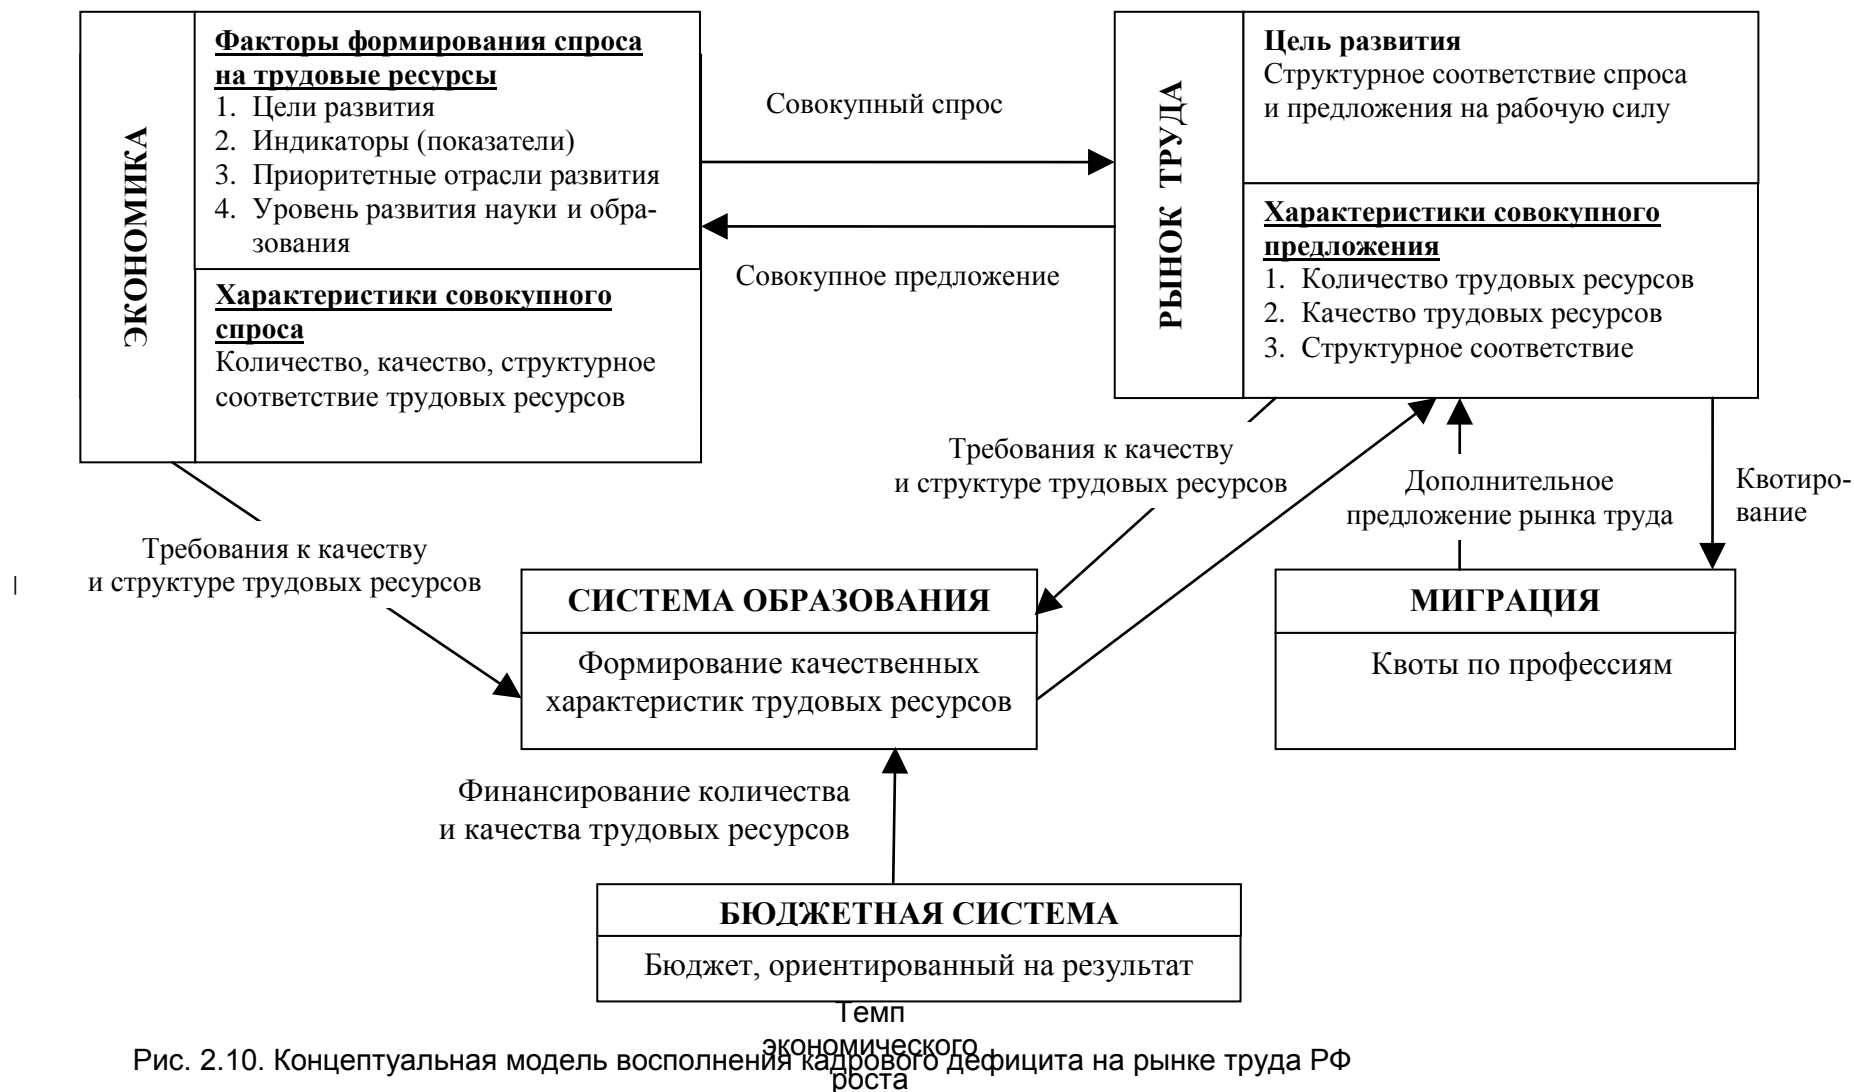 ЭКОНОМИКА
Факторы формирования спроса
на трудовые ресурсы
1. Цели развития
2. Индикаторы (показатели)
3. Приоритетные отрасли развития
4. Уровень развития науки и обра-
зования
Характеристики совокупного
спроса
Количество, качество, структурное
соответствие трудовых ресурсов
Совокупный спрос
Совокупное предложение
РЫНОК ТРУДА
Цель развития
Структурное соответствие спроса
и предложения на рабочую силу
Характеристики совокупного
предложения
1. Количество трудовых ресурсов
2. Качество трудовых ресурсов
3. Структурное соответствие
Требования к качеству
и структуре трудовых ресурсов
Требования к качеству
и структуре трудовых ресурсов
Дополнительное
предложение рынка труда
Квотиро-
вание
СИСТЕМА ОБРАЗОВАНИЯ
Формирование качественных
характеристик трудовых ресурсов
МИГРАЦИЯ
Квоты по профессиям
Финансирование количества
и качества трудовых ресурсов
БЮДЖЕТНАЯ СИСТЕМА
Бюджет, ориентированный на результат
Темп
экономического
роста
Рис. 2.10. Концептуальная модель восполнения кадрового дефицита на рынке труда РФ